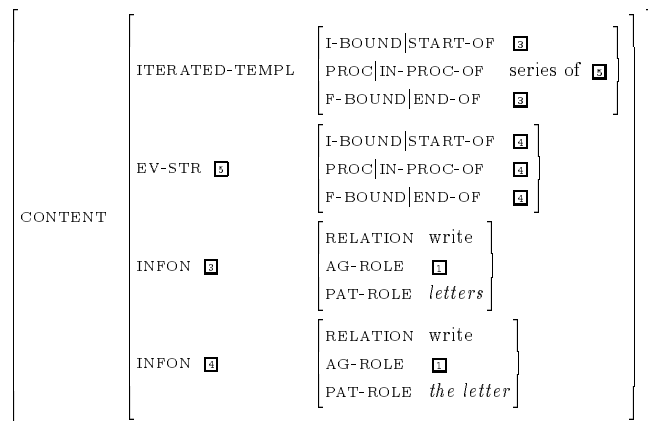 I-BOUND|START-OF 3
ITERATED-TEMPL PROC|IN-PROC-OF series of 5
F-BOUND|END-OF 3
I-BOUND|START-OF 4
EV-STR 5 PROC|IN-PROC-OF 4
F-BOUND|END-OF 4
CONTENT
RELATION write
INFON 3 AG-ROLE 1
PAT-ROLE letters
RELATION write
INFON 4 AG-ROLE 1
PAT-ROLE the letter